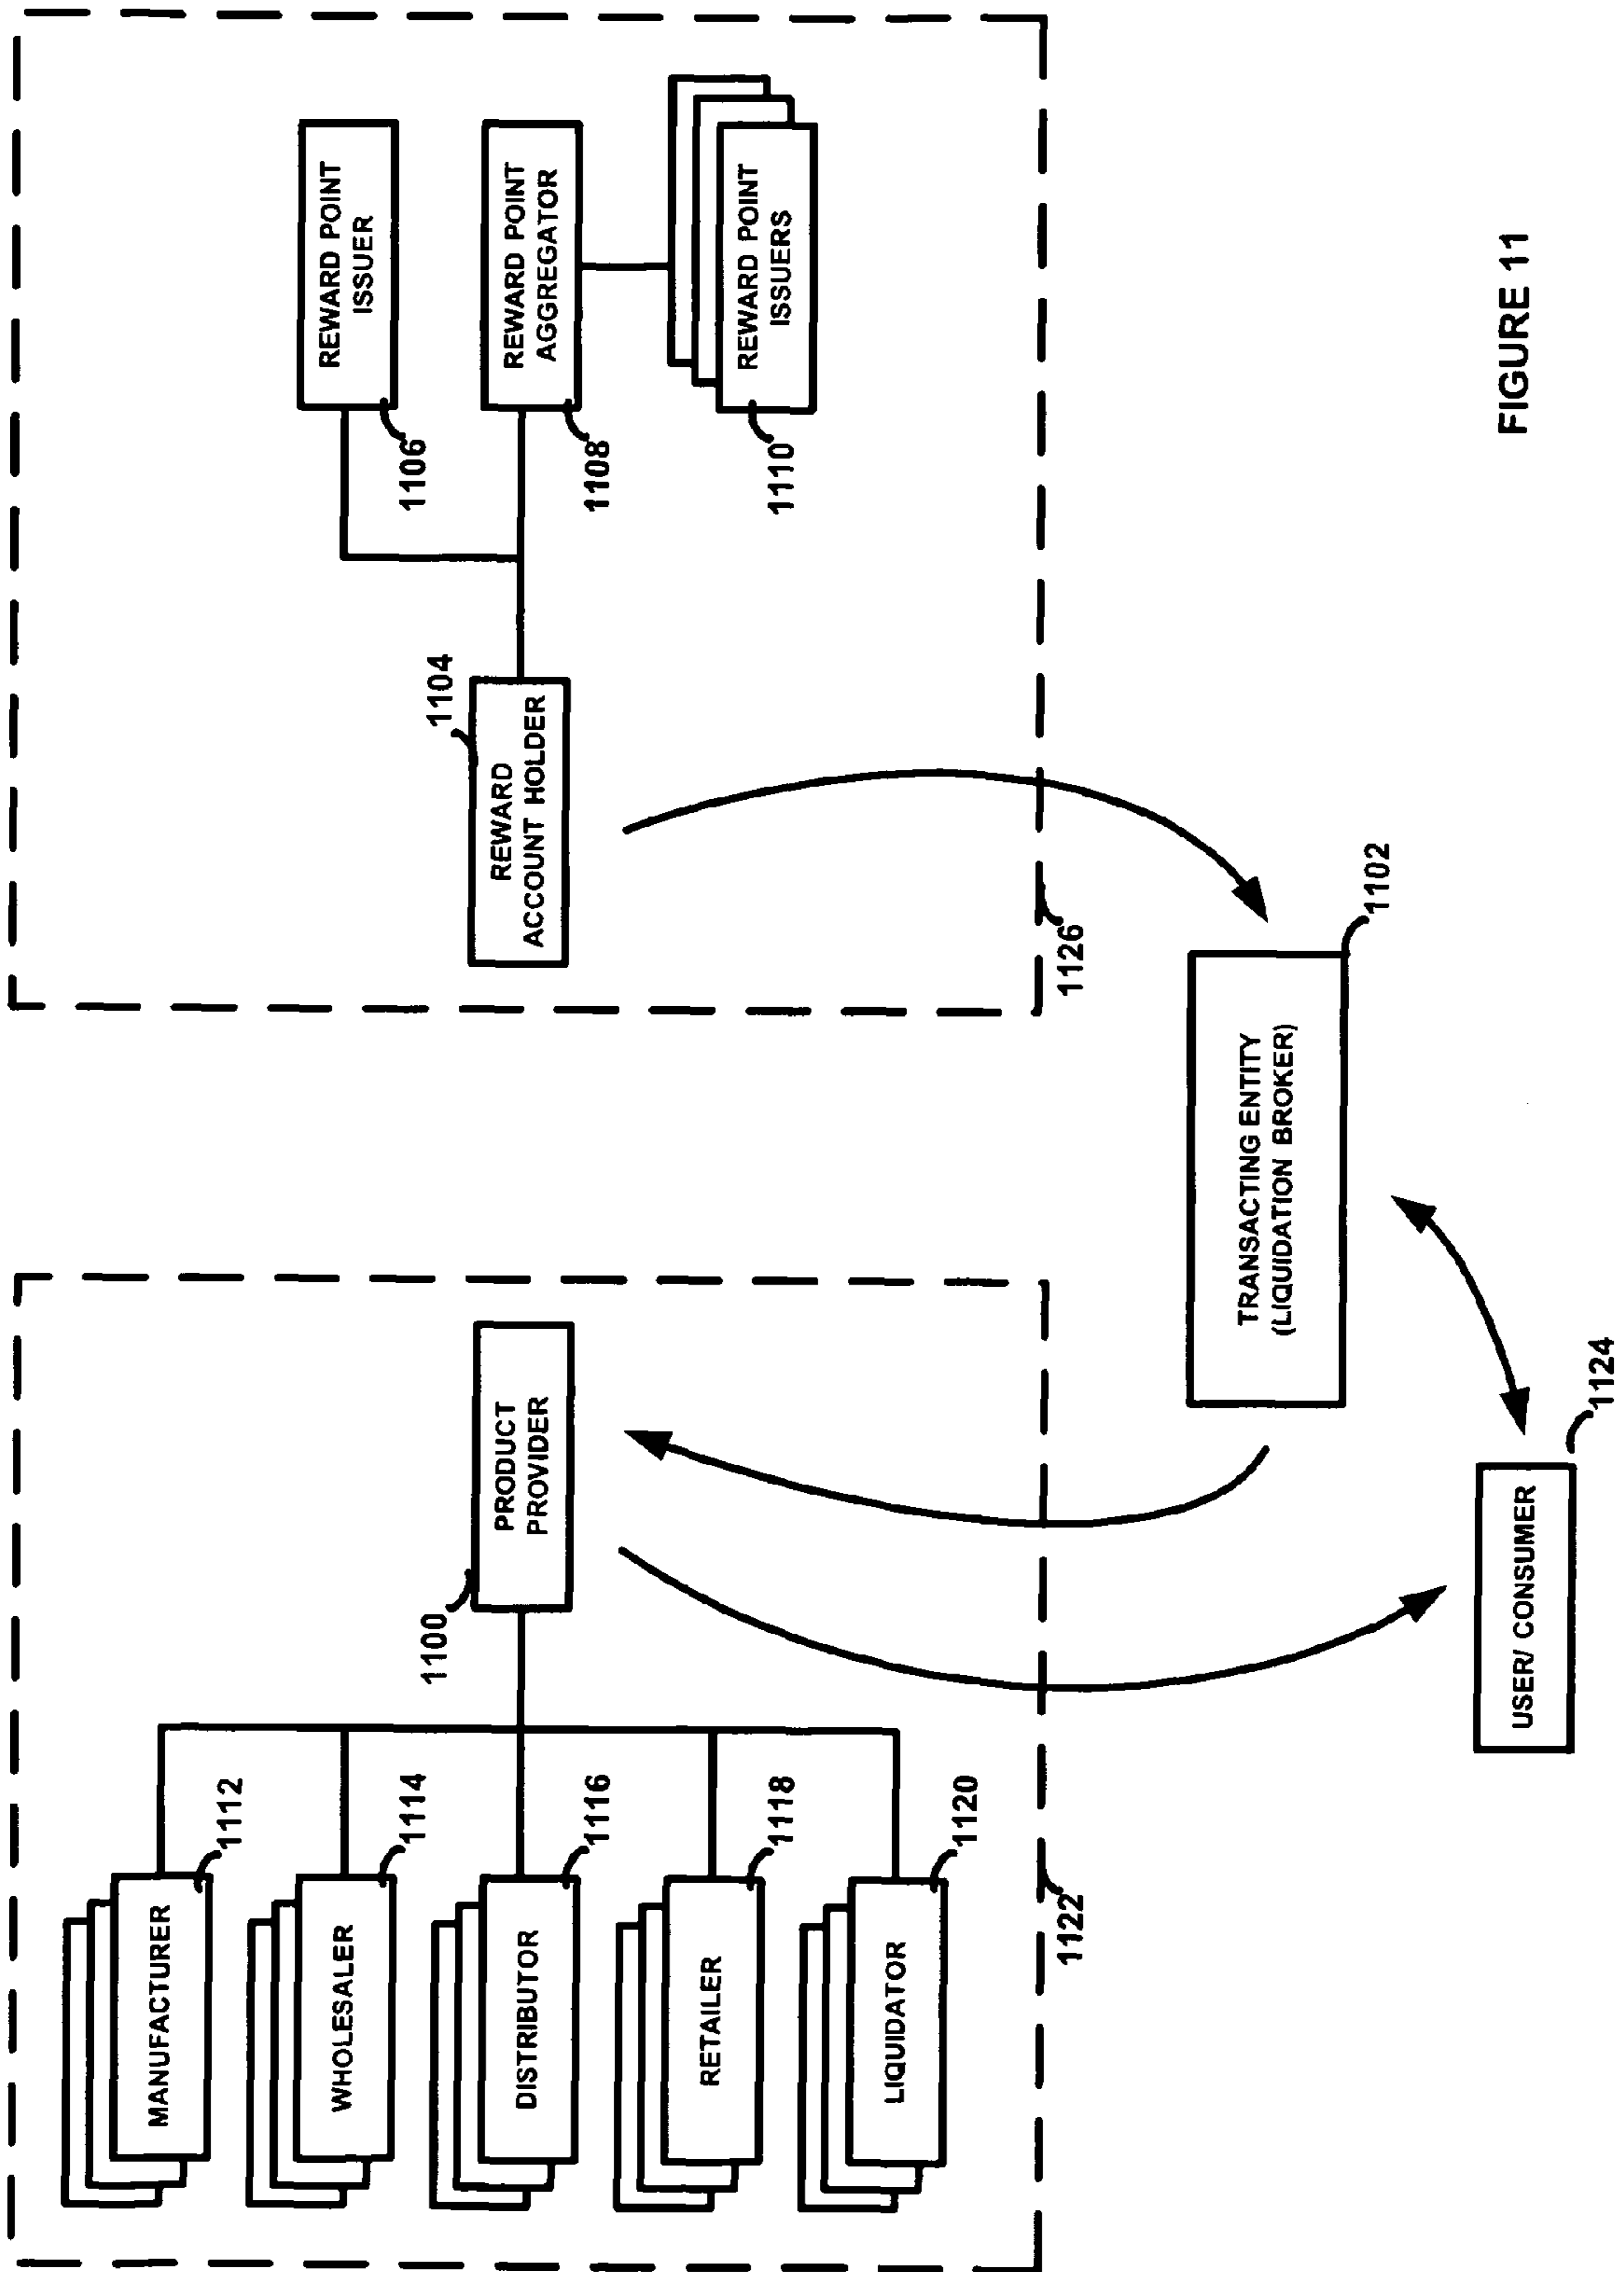 MANUFACTURER
1112
WHOLESALER
1114
DISTRIBUTOR
1116
RETAILER
1118
LIQUIDATOR
1120
1122
1100
PRODUCT
PROVIDER
1104
REWARD
ACCOUNT HOLDER
REWARD POINT
ISSUER
1106
REWARD POINT
AGGREGATOR
1108
REWARD POINT
ISSUERS
1110
1126
TRANSACTING ENTITY
(LIQUIDATION BROKER)
1102
USER/ CONSUMER
1124
FIGURE 11